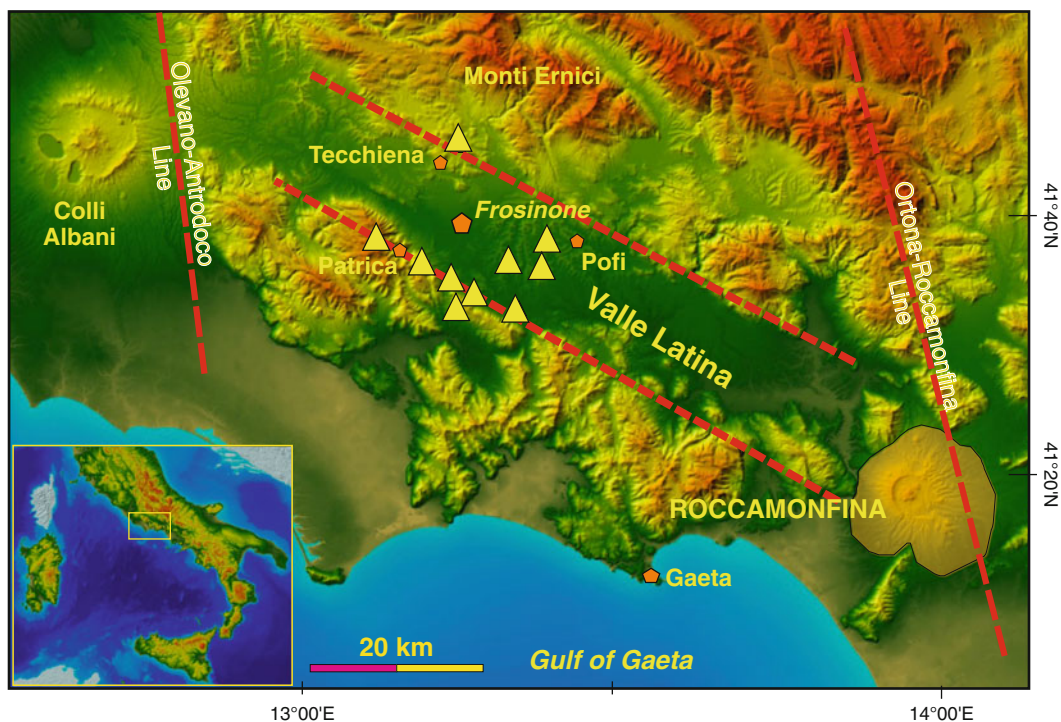 Monti Ernici
Olevano-Antrodoco
Line
Tecchiena
Colli
Albani
Frosinone
Patrica
Pofi
Valle Latina
Ortona-Roccamonfina
Line
41°40'N
41°20'N
ROCCAMONFINA
Gaeta
20 km
Gulf of Gaeta
13°00'E
14°00'E